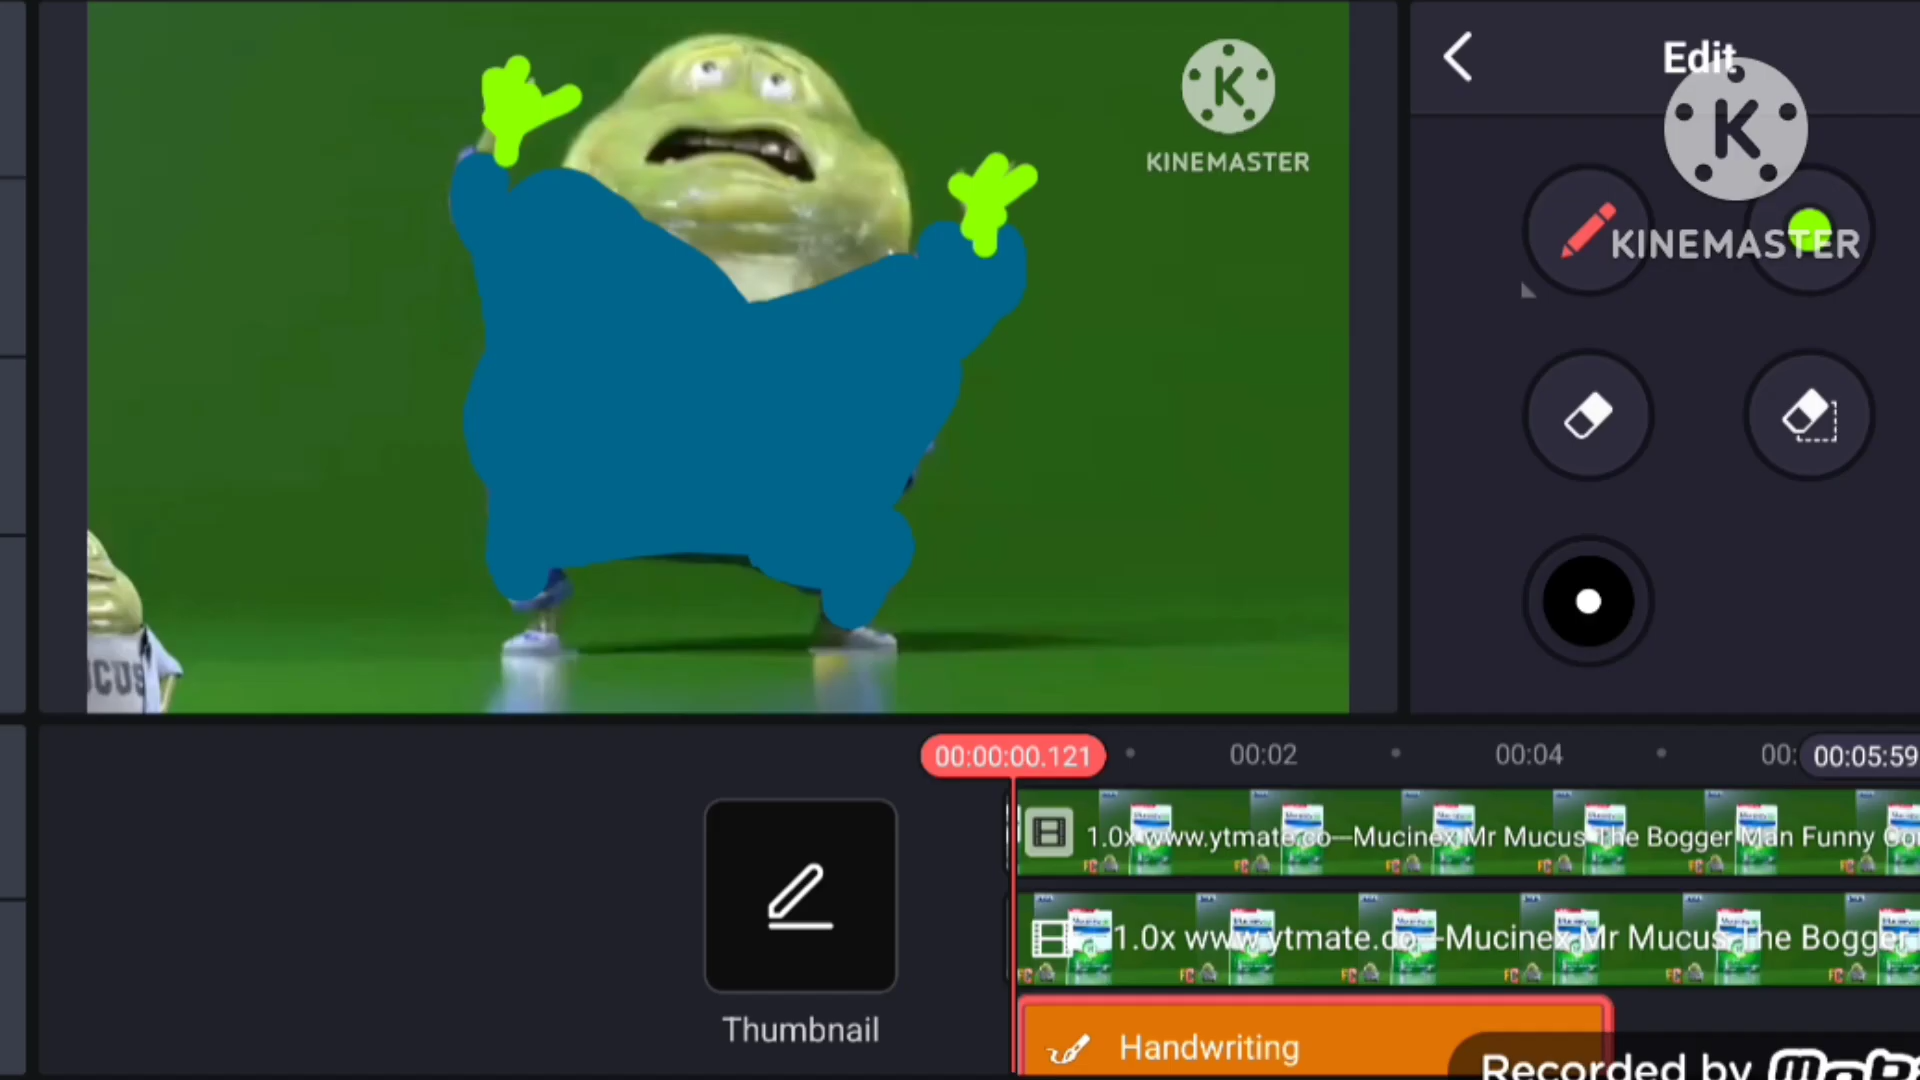 K
KINEMASTER
Edit
K
KINEMASTER
CUS
00:00:00.121
00:02
00:04
00:
00:05:59
1.0x www.ytmate.co—Mucinex Mr Mucus The Bogger Man Funny Co
1.0x www.ytmate.co—Mucinex Mr Mucus The Bogger
Thumbnail
Handwriting
Recorded by